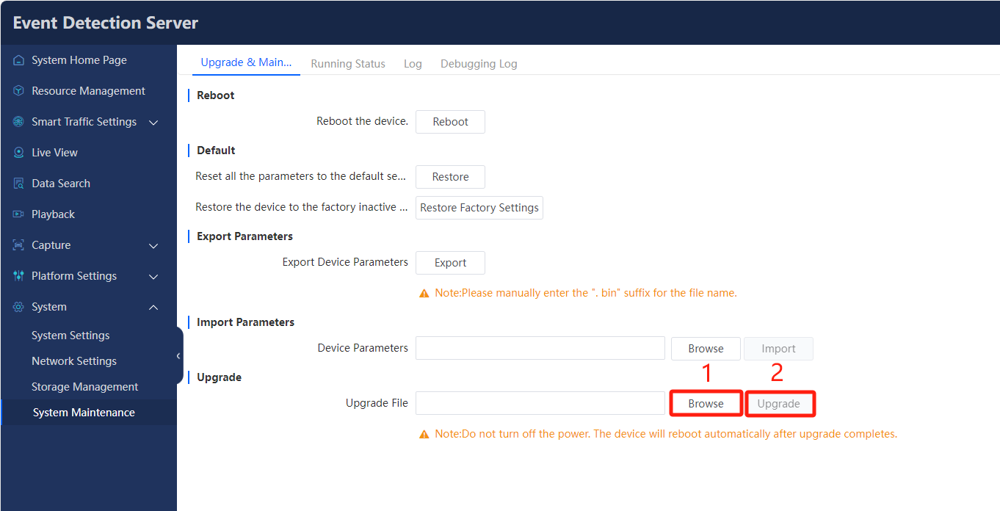 Event Detection Server
System Home Page
Resource Management
Smart Traffic Settings
Live View
Data Search
Playback
Capture
Platform Settings
System
System Settings
Network Settings
Storage Management
System Maintenance
Upgrade & Main... Running Status Log Debugging Log
Reboot
Reboot the device. Reboot
Default
Reset all the parameters to the default se... Restore
Restore the device to the factory inactive ... Restore Factory Settings
Export Parameters
Export Device Parameters Export
Note:Please manually enter the ". bin" suffix for the file name.
Import Parameters
Device Parameters Browse Import
1 2
Upgrade
Upgrade File Browse Upgrade
Note:Do not turn off the power. The device will reboot automatically after upgrade completes.